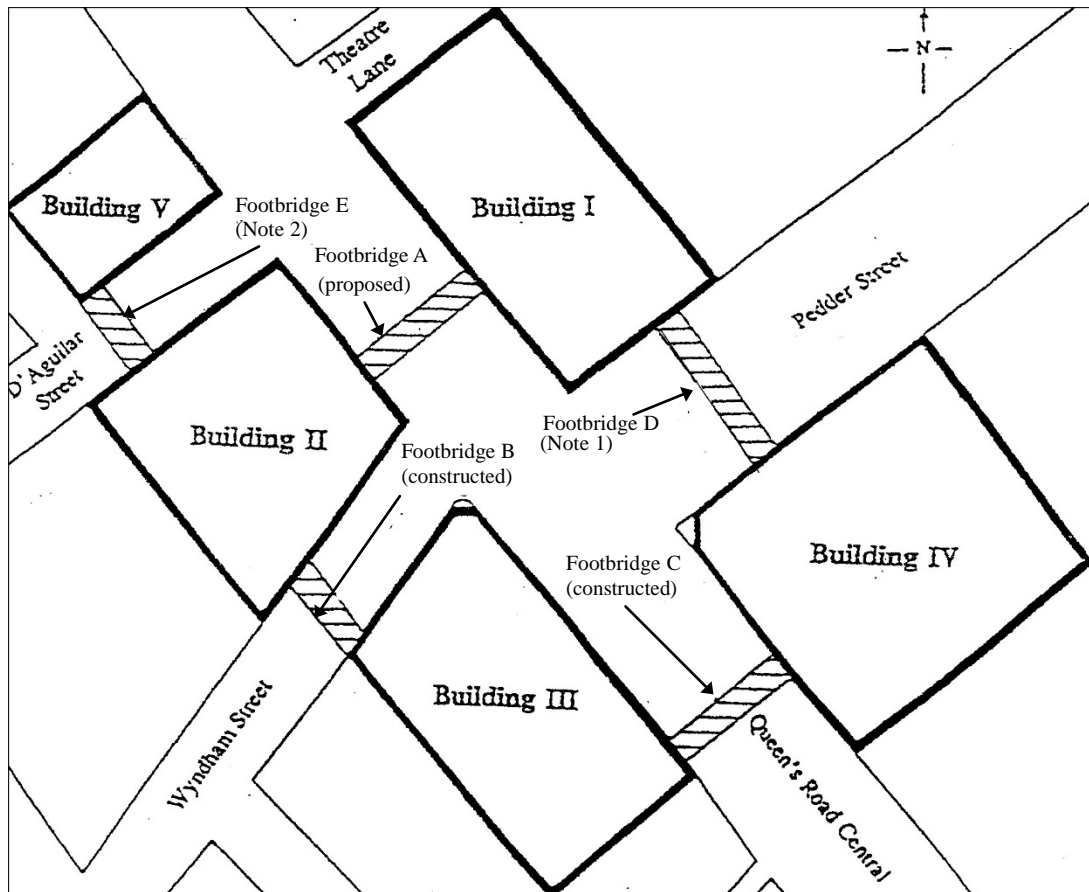 Theatre
Lane
N
Building V
Footbridge E
(Note 2)
Building I
Footbridge A
(proposed)
Pedder Street
D'Aguilar
Street
Building II
Footbridge D
(Note 1)
Footbridge B
(constructed)
Footbridge C
(constructed)
Building IV
Building III
Wyndham Street
Queen's Road Central